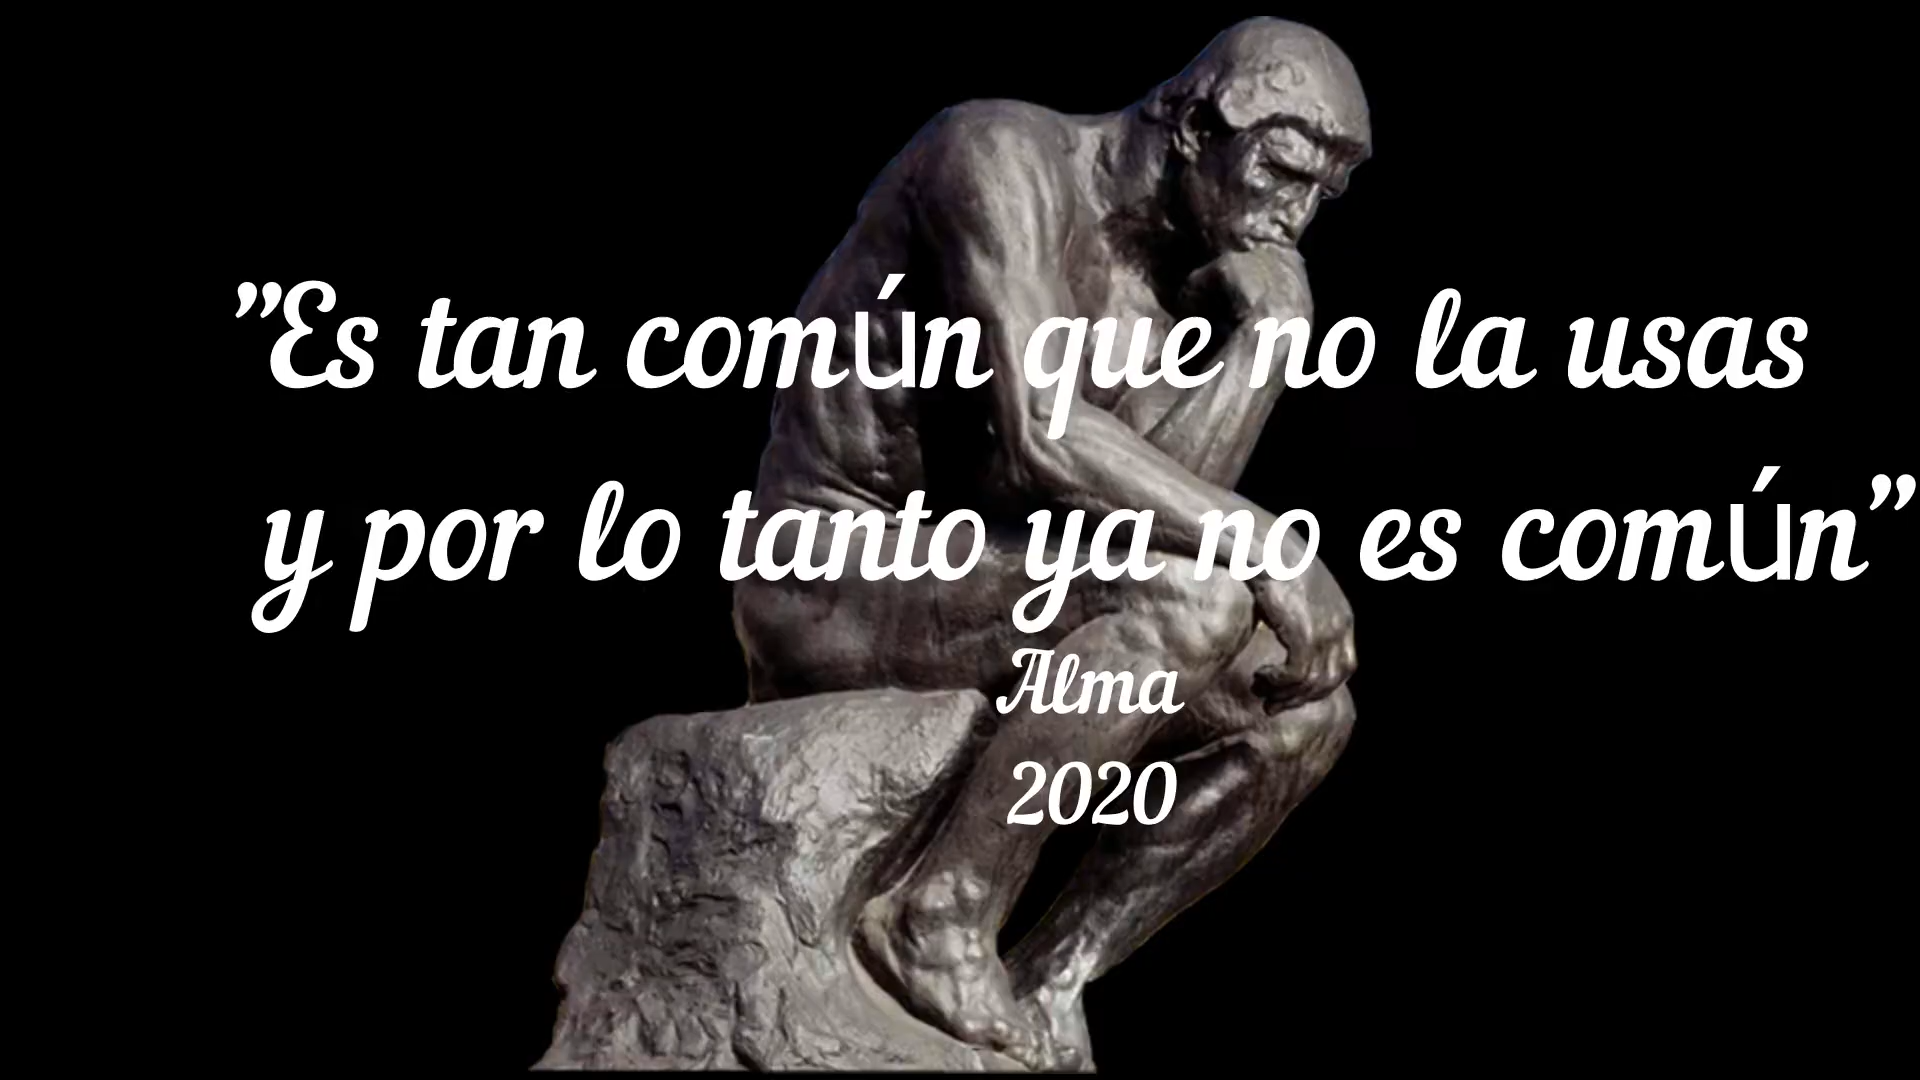 ”Es tan común que no la usas
y por lo tanto ya no es común”
Alma
2020